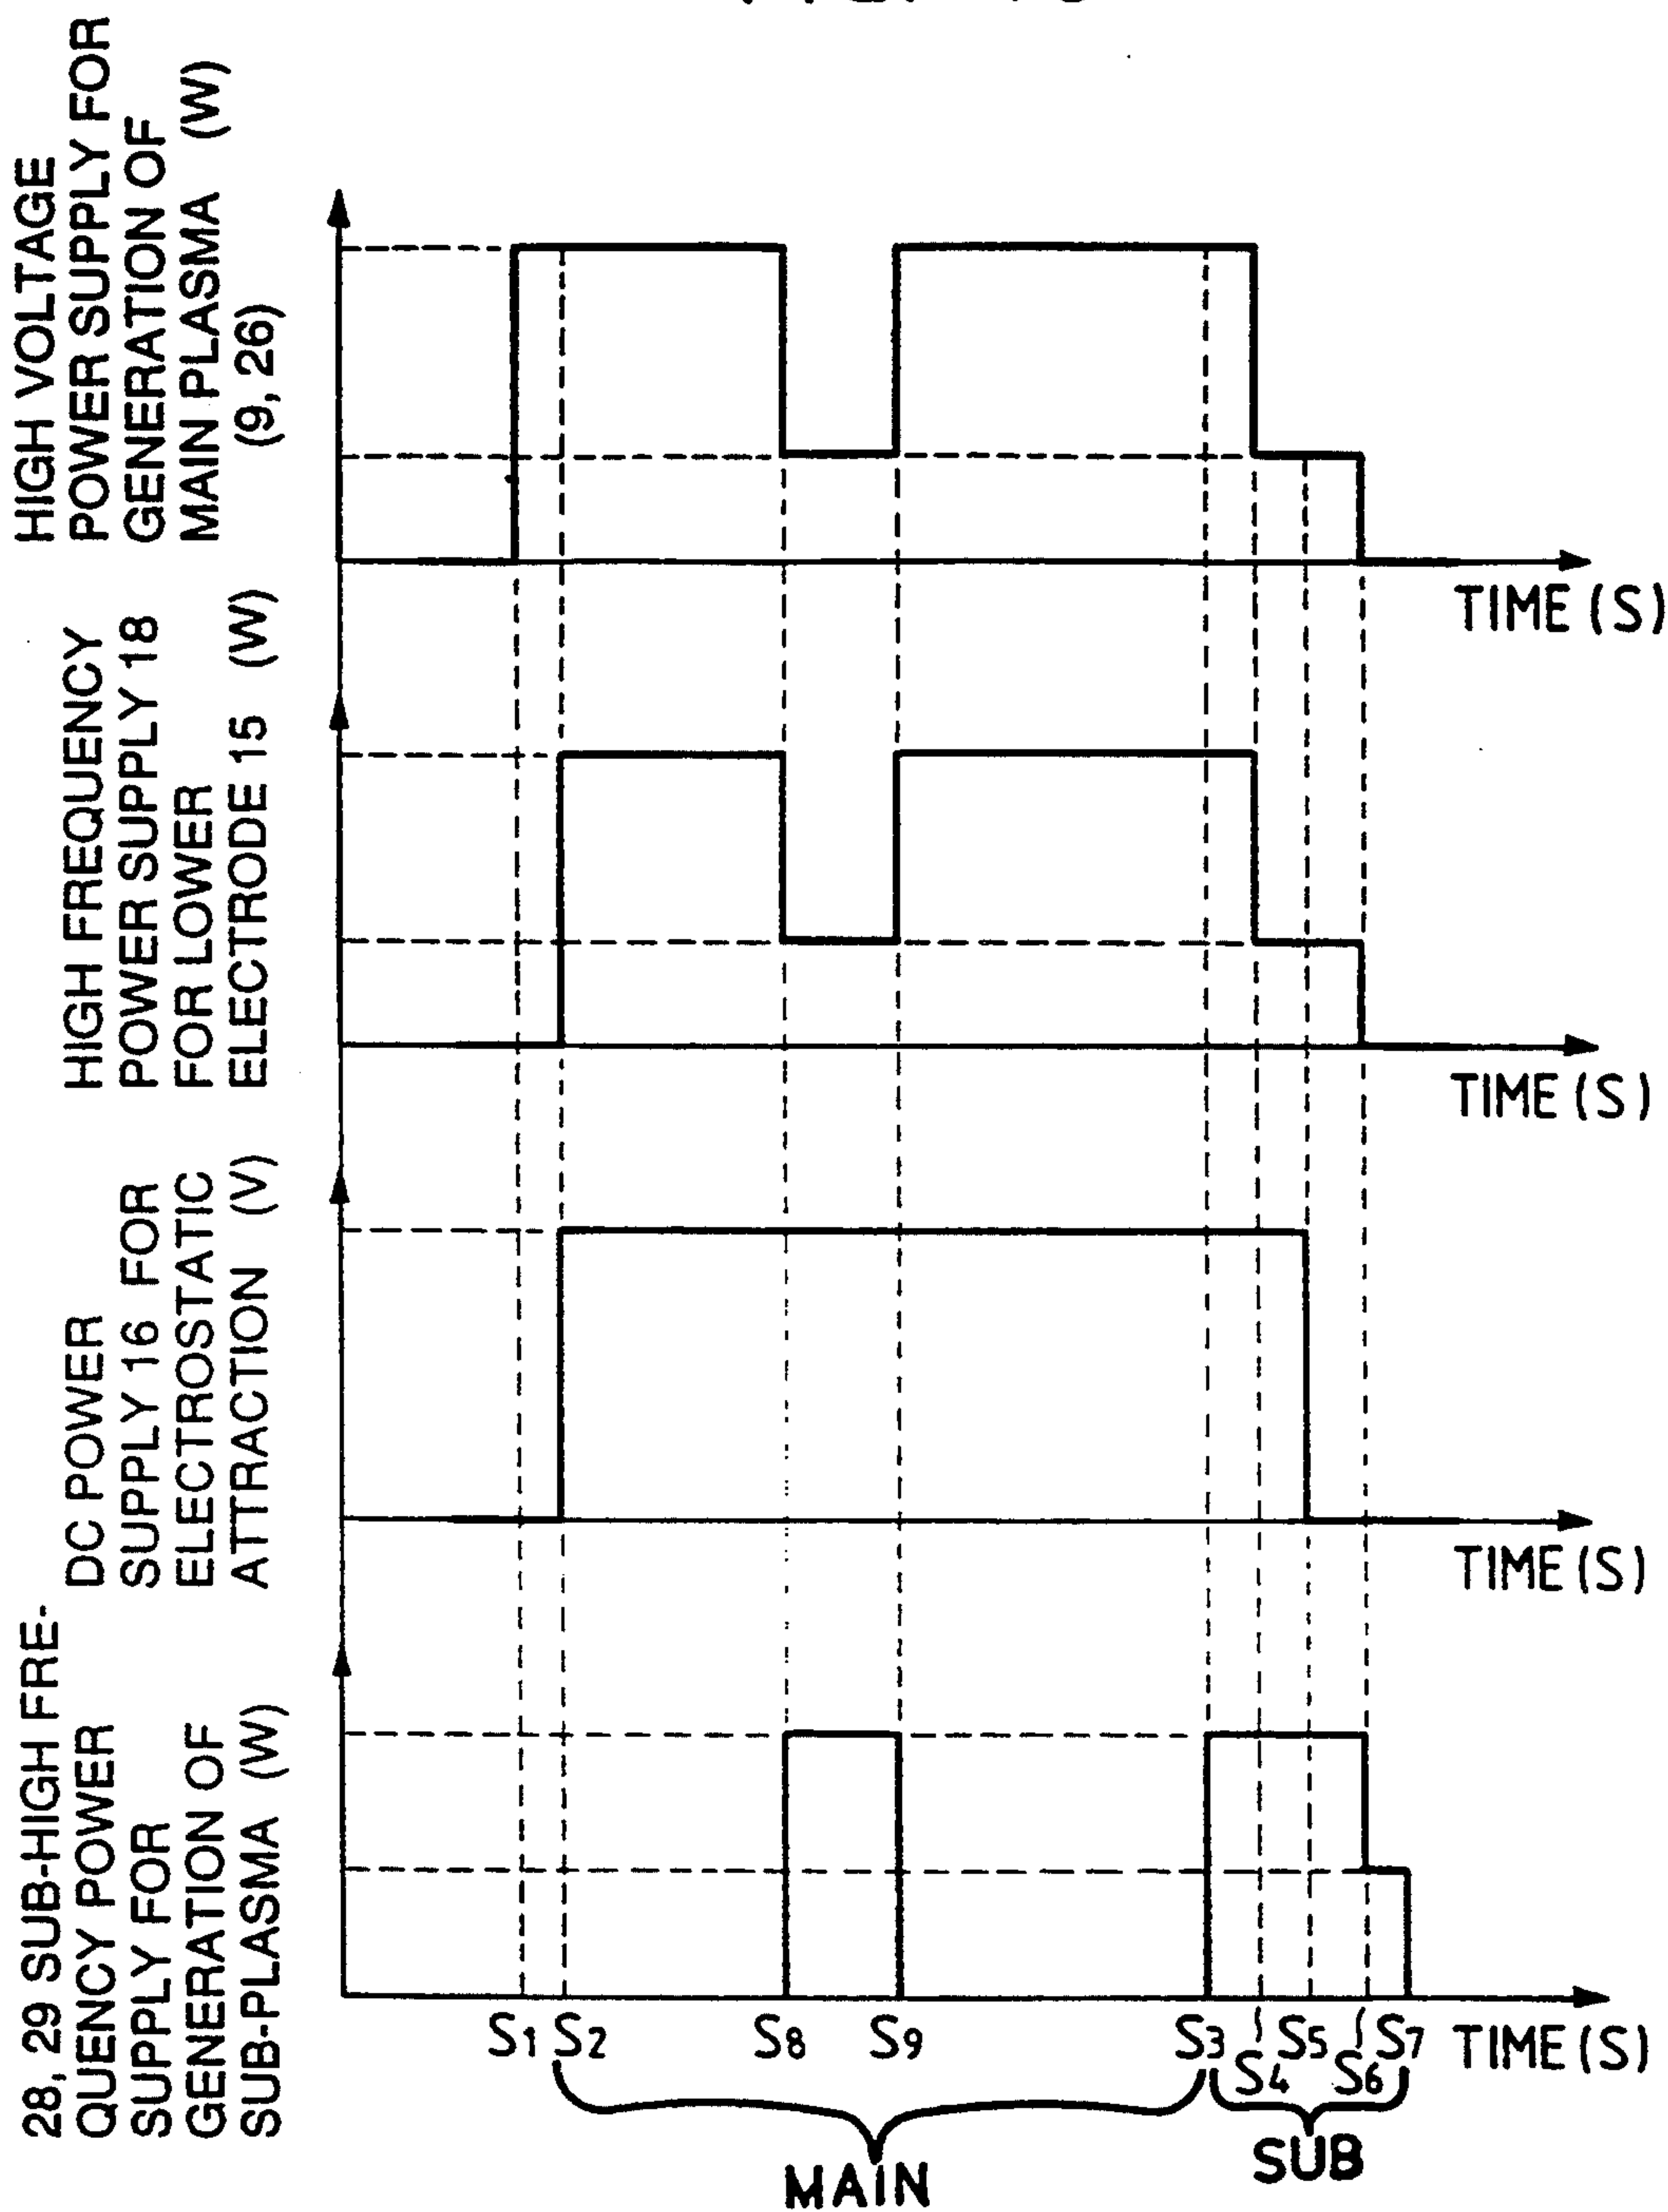 HIGH VOLTAGE
POWER SUPPLY FOR
GENERATION OF
MAIN PLASMA (W)
(9, 26)
TIME (S)
HIGH FREQUENCY
POWER SUPPLY 18
FOR LOWER
ELECTRODE 15 (W)
TIME (S)
DC POWER
SUPPLY 16 FOR
ELECTROSTATIC
ATTRACTION (V)
TIME (S)
28, 29 SUB-HIGH FRE-
QUENCY POWER
SUPPLY FOR
GENERATION OF
SUB-PLASMA (W)
S1 S2 S8 S9 S3 S5 S7 TIME (S)
S4 S6
MAIN SUB